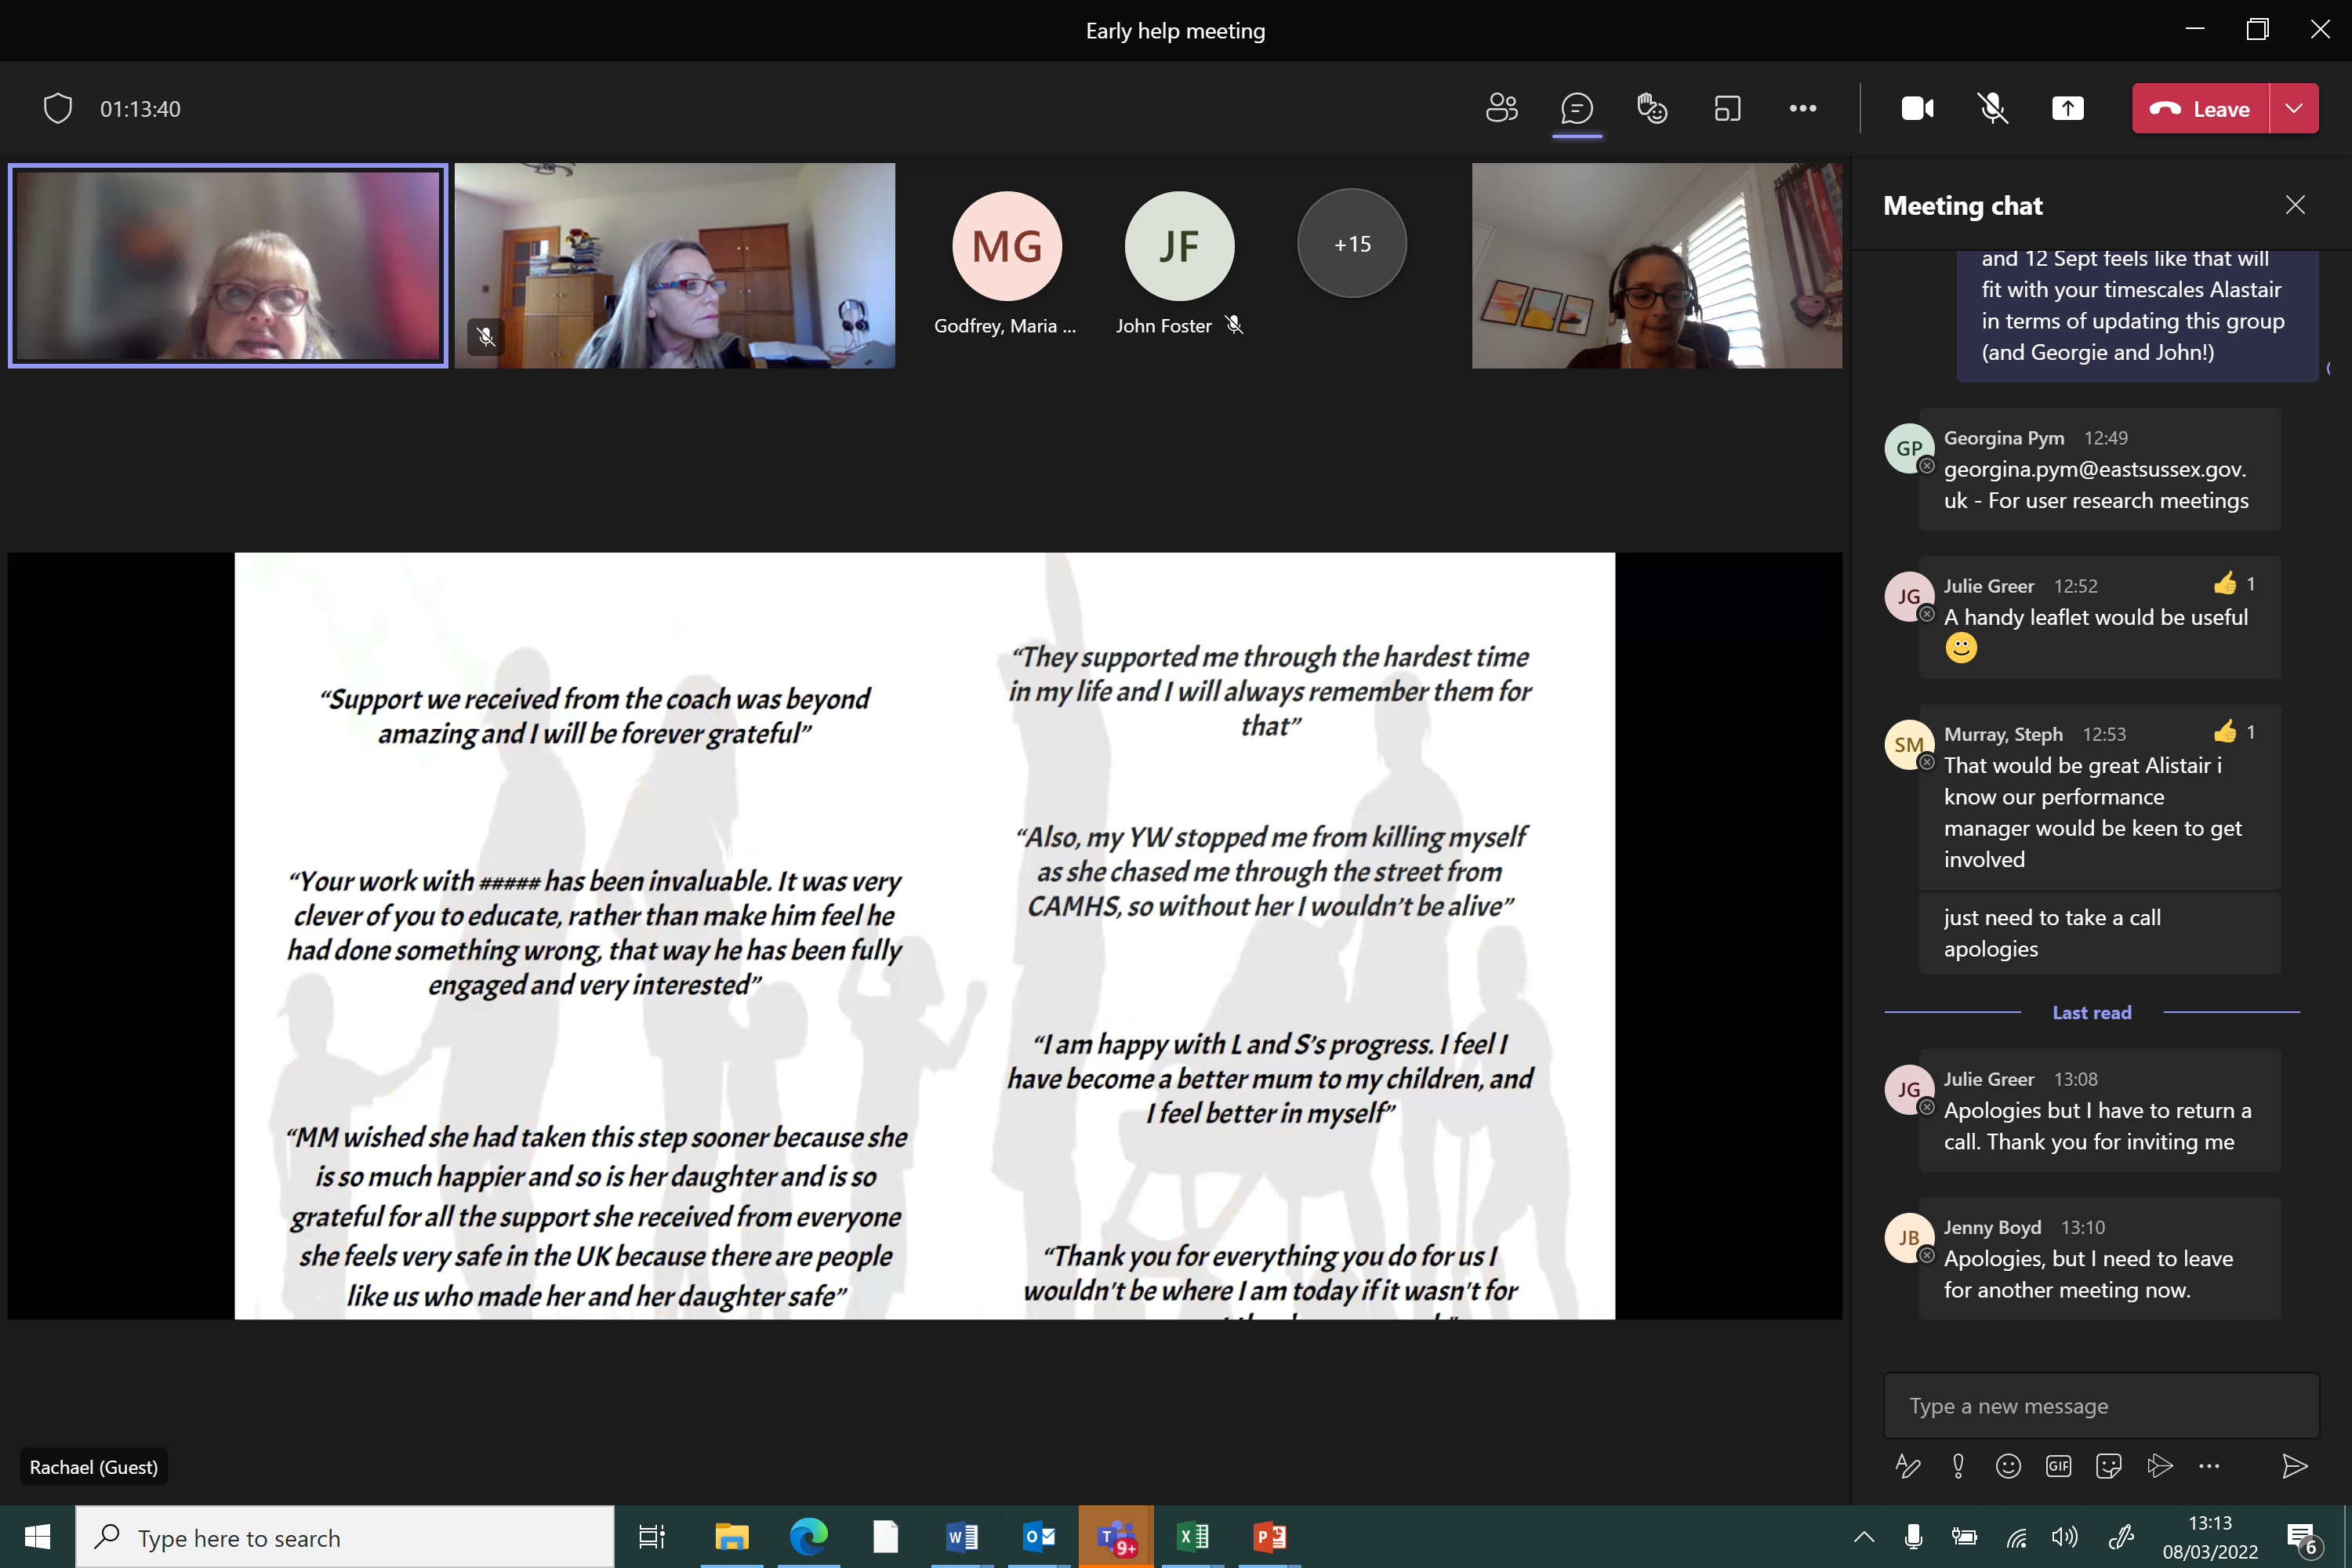 Early help meeting
01:13:40
Leave
MG
JF
+15
Godfrey, Maria ...
John Foster
Meeting chat
and 12 Sept feels like that will
fit with your timescales Alastair
in terms of updating this group
(and Georgie and John!)
GP
Georgina Pym 12:49
georgina.pym@eastsussex.gov.
uk - For user research meetings
JG
Julie Greer 12:52
👍 1
A handy leaflet would be useful
🙂
SM
Murray, Steph 12:53
👍 1
That would be great Alistair i
know our performance
manager would be keen to get
involved
just need to take a call
apologies
Last read
JG
Julie Greer 13:08
Apologies but I have to return a
call. Thank you for inviting me
JB
Jenny Boyd 13:10
Apologies, but I need to leave
for another meeting now.
Type a new message
GIF
“Support we received from the coach was beyond
amazing and I will be forever grateful”
“Your work with ##### has been invaluable. It was very
clever of you to educate, rather than make him feel he
had done something wrong, that way he has been fully
engaged and very interested”
“MM wished she had taken this step sooner because she
is so much happier and so is her daughter and is so
grateful for all the support she received from everyone
she feels very safe in the UK because there are people
like us who made her and her daughter safe”
“They supported me through the hardest time
in my life and I will always remember them for
that”
“Also, my YW stopped me from killing myself
as she chased me through the street from
CAMHS, so without her I wouldn’t be alive”
“I am happy with L and S’s progress. I feel I
have become a better mum to my children, and
I feel better in myself”
“Thank you for everything you do for us I
wouldn't be where I am today if it wasn't for
Rachael (Guest)
Type here to search
W
O
T
9+
X
P
13:13
08/03/2022
6